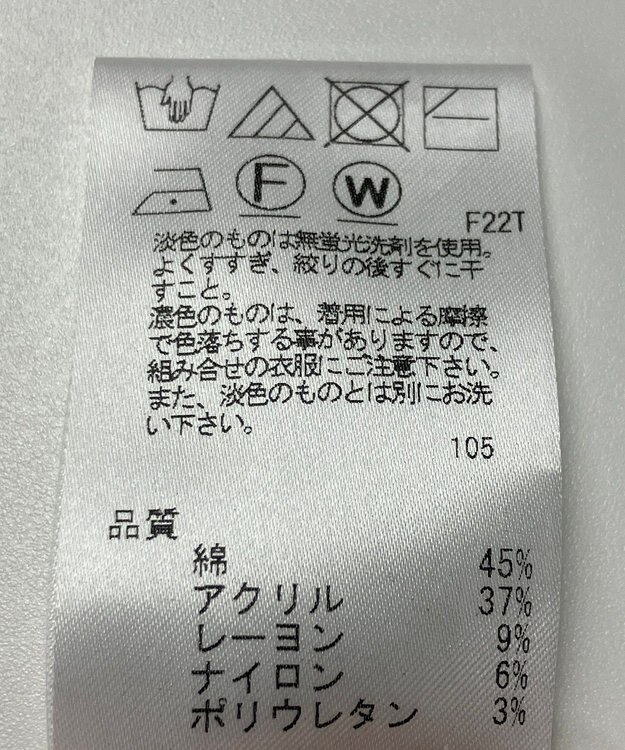 F W
F22T
淡色のものは無蛍光洗剤を使用。
よくすすぎ、絞りの後すぐに干
すこと。
濃色のものは、着用による摩擦
で色落ちする事がありますので、
組み合せの衣服にご注意下さい。
また、淡色のものとは別にお洗
い下さい。
105
品質
綿 45%
アクリル 37%
レーヨン 9%
ナイロン 6%
ポリウレタン 3%